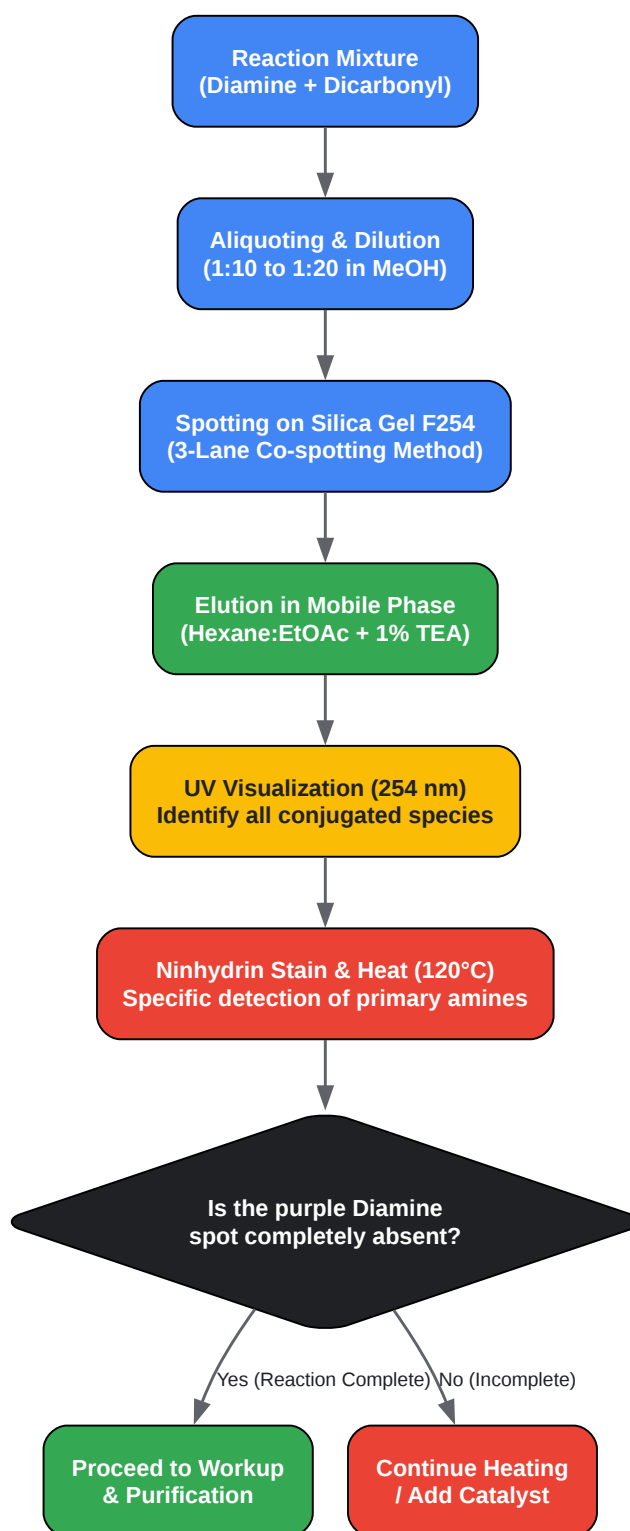 Reaction Mixture
(Diamine + Dicarbonyl)
Aliquoting & Dilution
(1:10 to 1:20 in MeOH)
Spotting on Silica Gel F254
(3-Lane Co-spotting Method)
Elution in Mobile Phase
(Hexane:EtOAc + 1% TEA)
UV Visualization (254 nm)
Identify all conjugated species
Ninhydrin Stain & Heat (120°C)
Specific detection of primary amines
Is the purple Diamine
spot completely absent?
Yes (Reaction Complete)
No (Incomplete)
Proceed to Workup
& Purification
Continue Heating
/ Add Catalyst